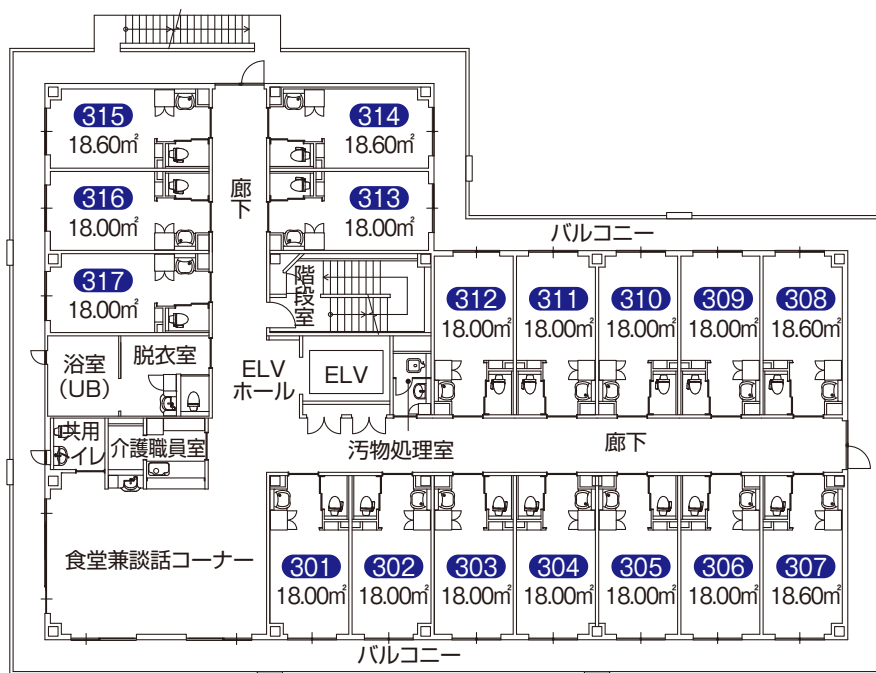 315
18.60㎡
314
18.60㎡
316
18.00㎡
廊下
313
18.00㎡
バルコニー
317
18.00㎡
階段室
312
18.00㎡
311
18.00㎡
310
18.00㎡
309
18.00㎡
308
18.60㎡
浴室
(UB)
脱衣室
ELV
ホール
ELV
共用
トイレ
介護職員室
汚物処理室
廊下
食堂兼談話コーナー
301
18.00㎡
302
18.00㎡
303
18.00㎡
304
18.00㎡
305
18.00㎡
306
18.00㎡
307
18.60㎡
バルコニー